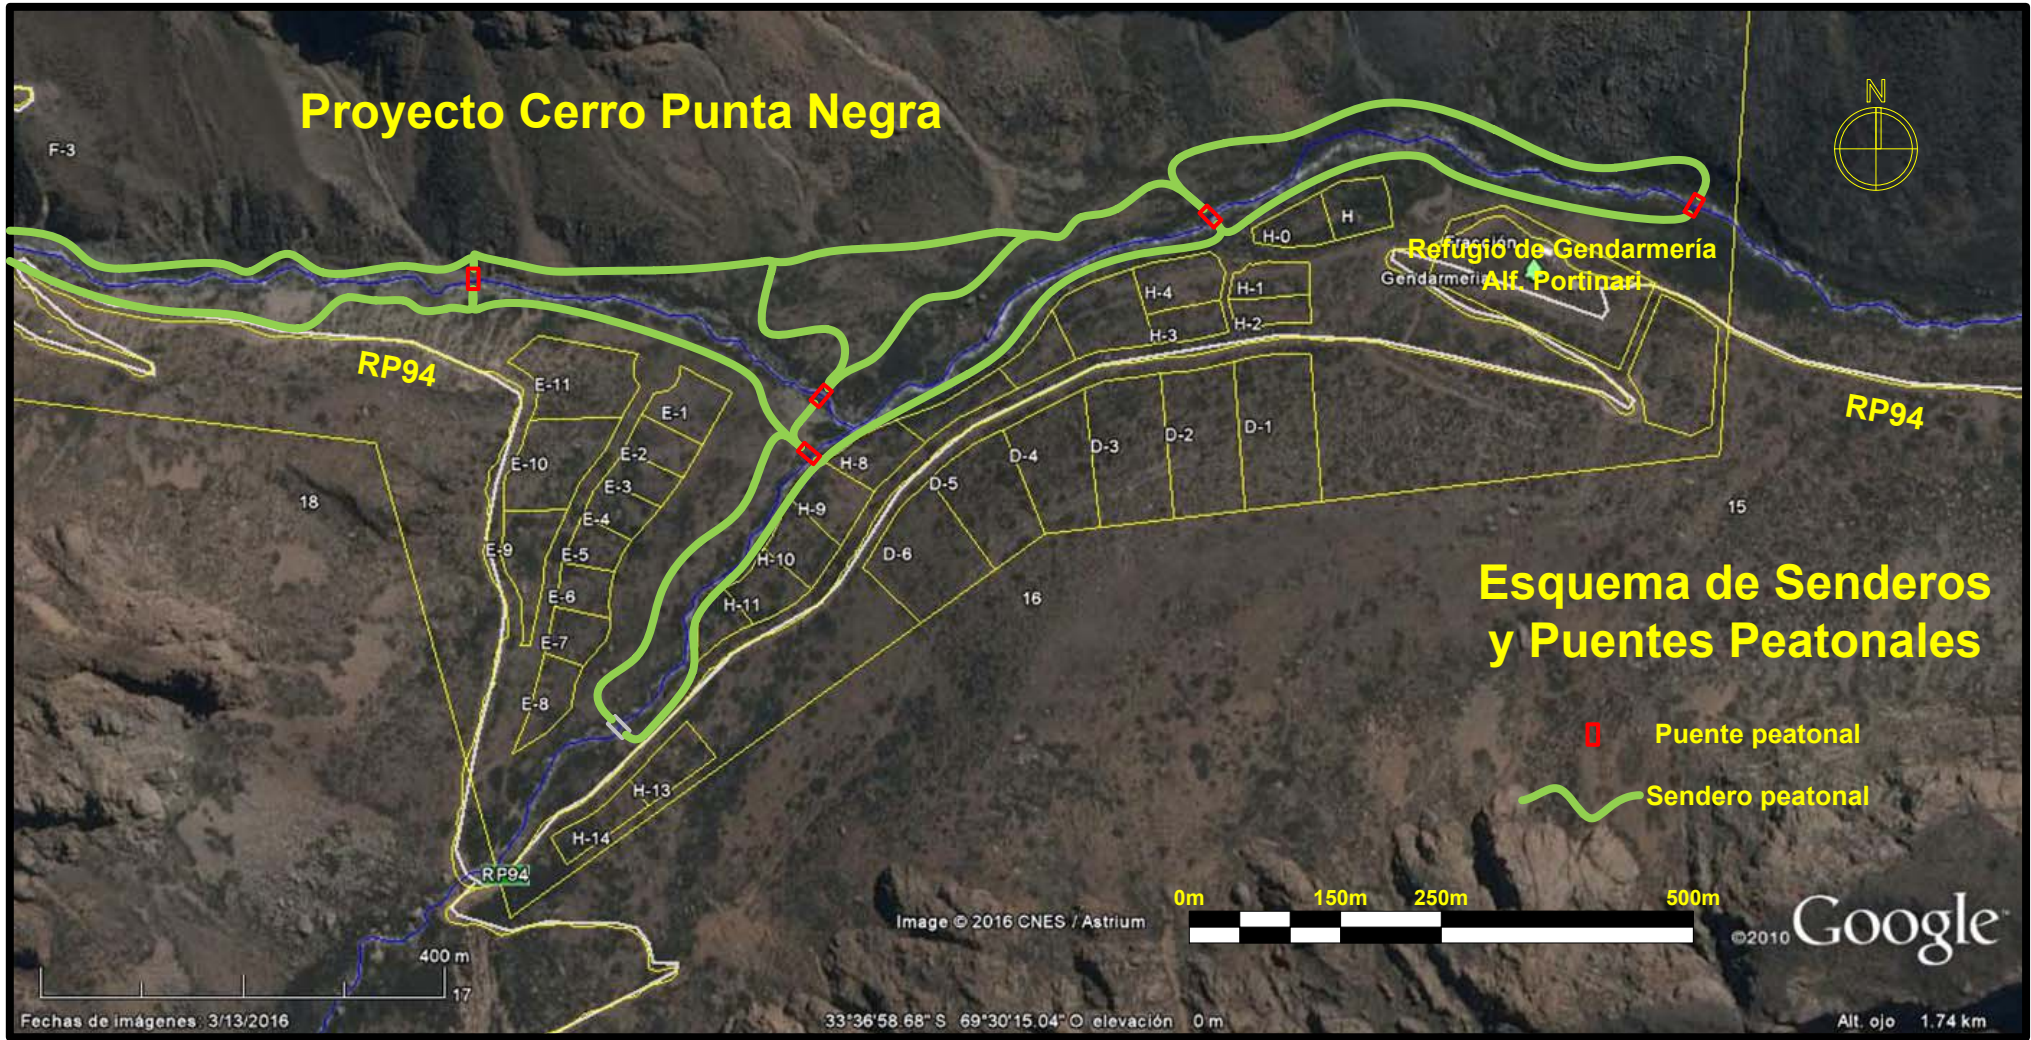 Proyecto Cerro Punta Negra
N
F-3
H
H-0
Fracción
Refugio de Gendarmería
Gendarmeria
Alf. Portinari
H-4
H-1
H-3
H-2
RP94
RP94
E-11
E-1
E-10
E-2
E-3
E-4
E-9
E-5
E-6
E-7
E-8
H-8
H-9
H-10
H-11
D-1
D-2
D-3
D-4
D-5
D-6
18
15
16
Esquema de Senderos
y Puentes Peatonales
Puente peatonal
Sendero peatonal
H-13
H-14
RP94
0m 150m 250m 500m
Image © 2016 CNES / Astrium
©2010 Google
400 m
17
Fechas de imágenes: 3/13/2016
33°36'58.68" S 69°30'15.04" O elevación 0 m
Alt. ojo 1.74 km